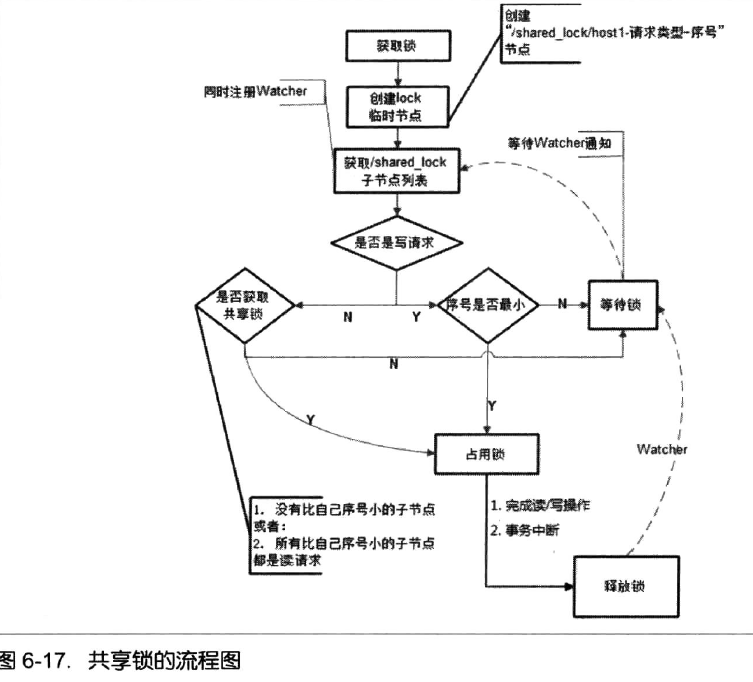 创建
“/shared_lock/host1-请求类型-序号”
节点
获取锁
同时注册Watcher
创建lock
临时节点
等待Watcher通知
获取/shared_lock
子节点列表
是否是写请求
是否获取
共享锁
序号是否最小
等待锁
N
Y
N
N
Y
Y
占用锁
Watcher
1. 没有比自己序号小的子节点
或者：
2. 所有比自己序号小的子节点
都是读请求
1. 完成读/写操作
2. 事务中断
释放锁
图 6-17. 共享锁的流程图